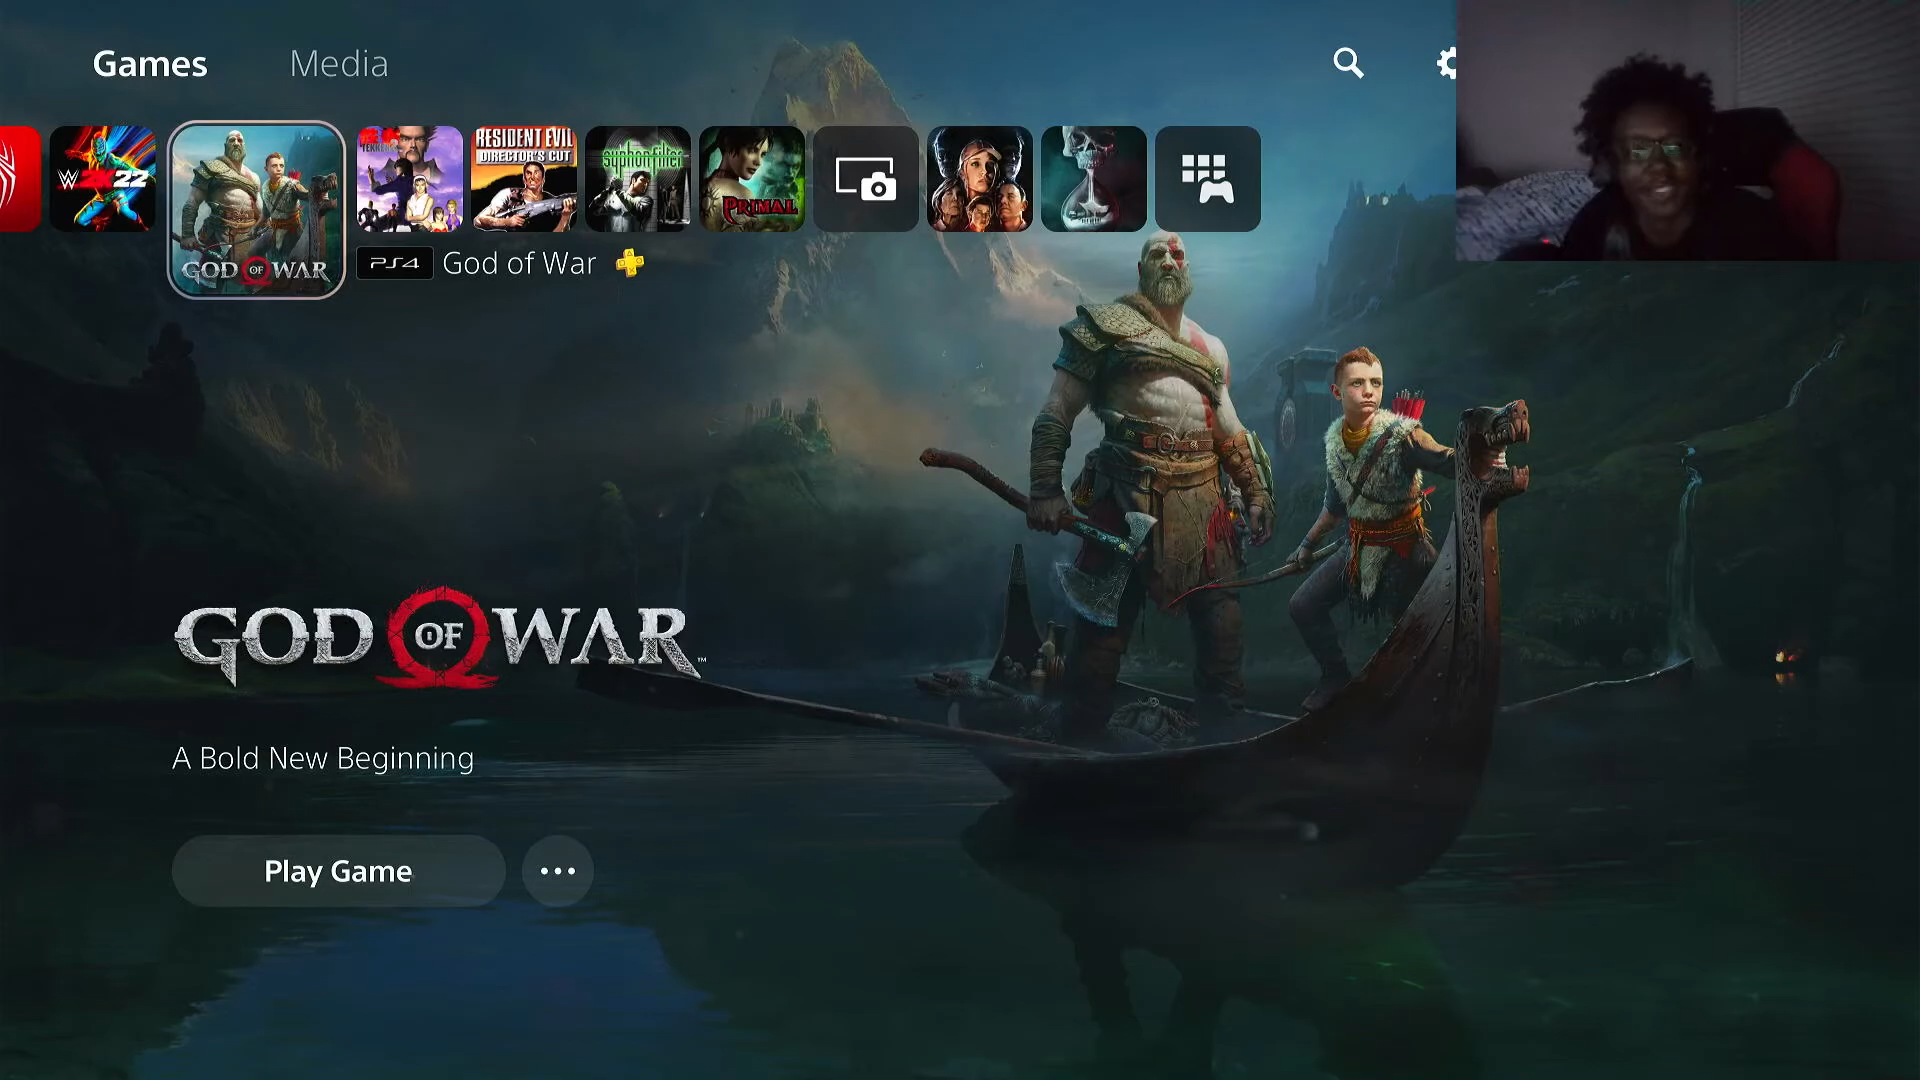 Games
Media
W 2K22
GOD OF WAR
TEKKEN
RESIDENT EVIL
DIRECTOR'S CUT
syphon filter
PRIMAL
PS4
God of War
GOD OF WAR™
A Bold New Beginning
Play Game